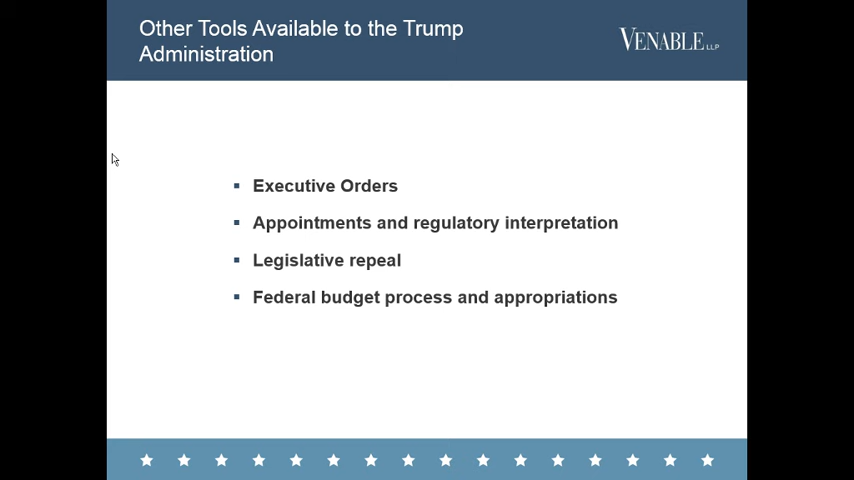 Other Tools Available to the Trump
Administration
VENABLE LLP
▪ Executive Orders
▪ Appointments and regulatory interpretation
▪ Legislative repeal
▪ Federal budget process and appropriations